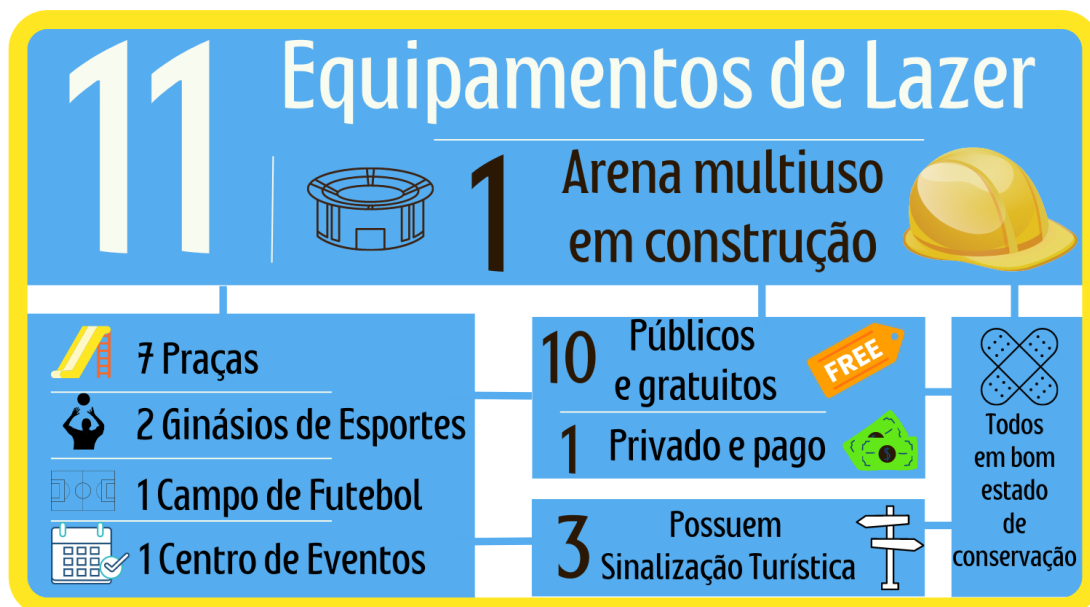 11
Equipamentos de Lazer
1
Arena multiuso
em construção
7 Praças
2 Ginásios de Esportes
1 Campo de Futebol
1 Centro de Eventos
10
Públicos
e gratuitos
FREE
1 Privado e pago
3
Possuem
Sinalização Turística
Todos
em bom
estado
de
conservação